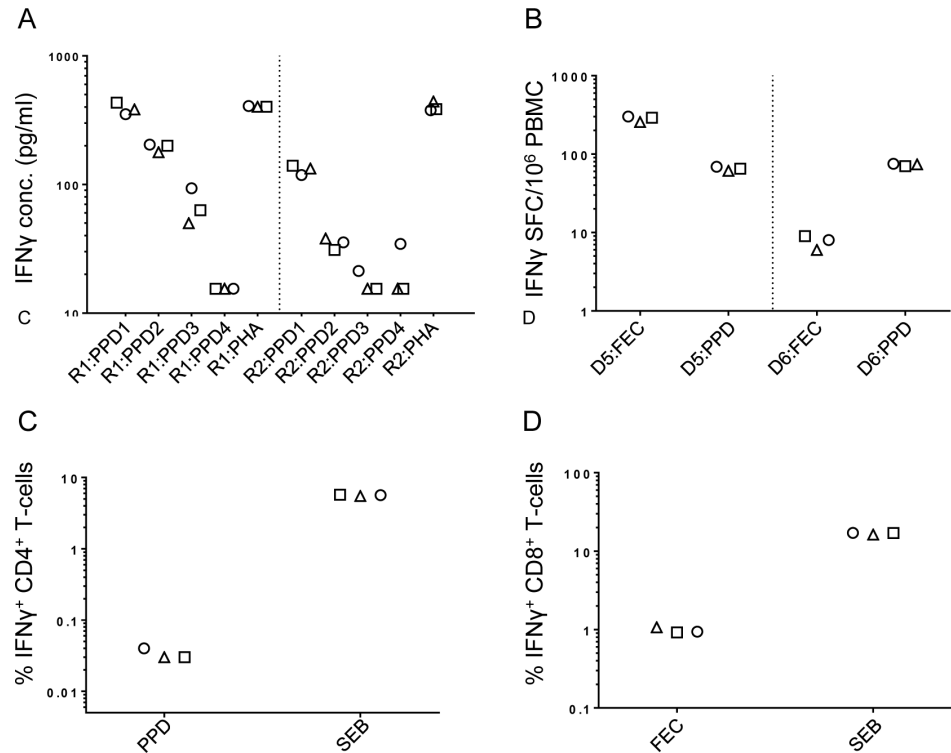 A
IFNγ conc. (pg/ml)
1000
100
10
C
R1:PPD1
R1:PPD2
R1:PPD3
R1:PPD4
R1:PHA
R2:PPD1
R2:PPD2
R2:PPD3
R2:PPD4
R2:PHA
B
IFNγ SFC/10⁶ PBMC
1000
100
10
1
D
D5:FEC
D5:PPD
D6:FEC
D6:PPD
C
% IFNγ⁺ CD4⁺ T-cells
10
1
0.1
0.01
PPD
SEB
D
% IFNγ⁺ CD8⁺ T-cells
100
10
1
0.1
FEC
SEB